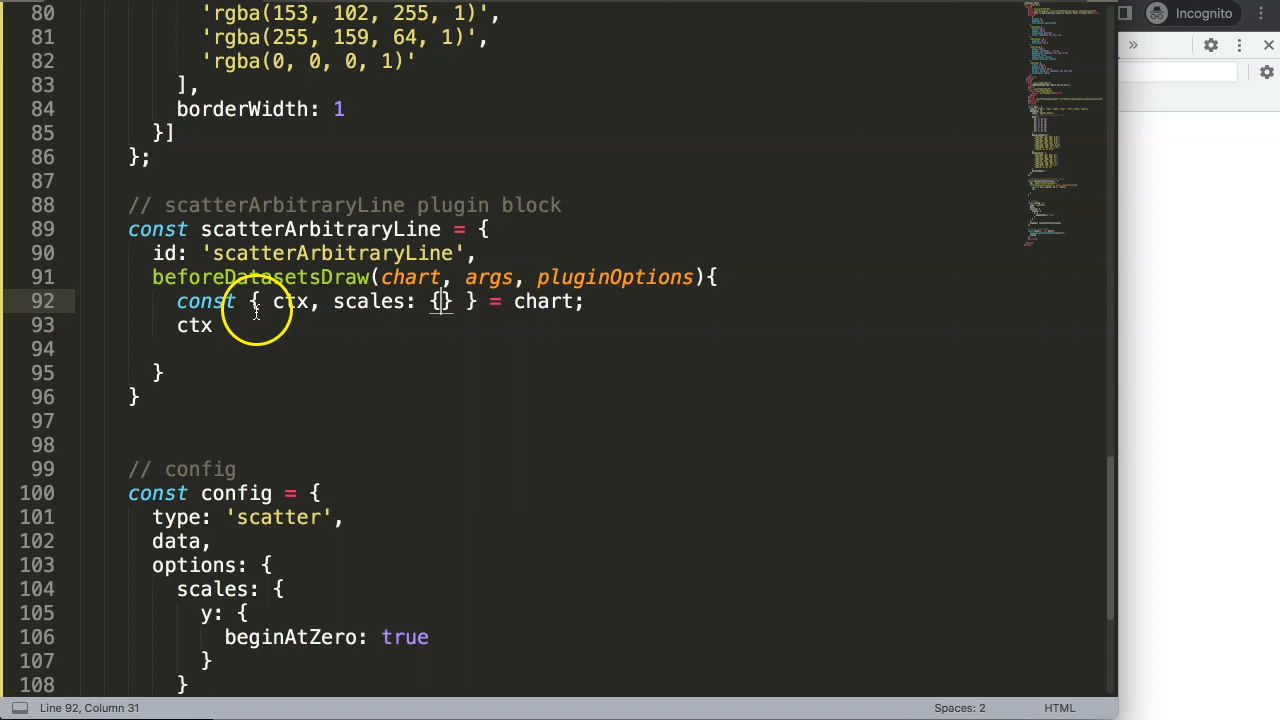 80 'rgba(153, 102, 255, 1)',
81 'rgba(255, 159, 64, 1)',
82 'rgba(0, 0, 0, 1)'
83 ],
84 borderWidth: 1
85 }]
86 };
87
88 // scatterArbitraryLine plugin block
89 const scatterArbitraryLine = {
90 id: 'scatterArbitraryLine',
91 beforeDatasetsDraw(chart, args, pluginOptions){
92 const { ctx, scales: {} } = chart;
93 ctx
94
95 }
96 }
97
98
99 // config
100 const config = {
101 type: 'scatter',
102 data,
103 options: {
104 scales: {
105 y: {
106 beginAtZero: true
107 }
108 }
Line 92, Column 31 Spaces: 2 HTML
Incognito